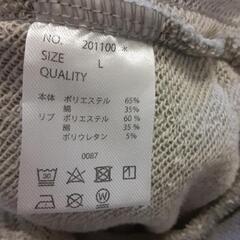 NO. 201100 *
SIZE L
QUALITY
本体 ポリエステル 65%
綿 35%
リブ ポリエステル 60%
綿 35%
ポリウレタン 5%
0087